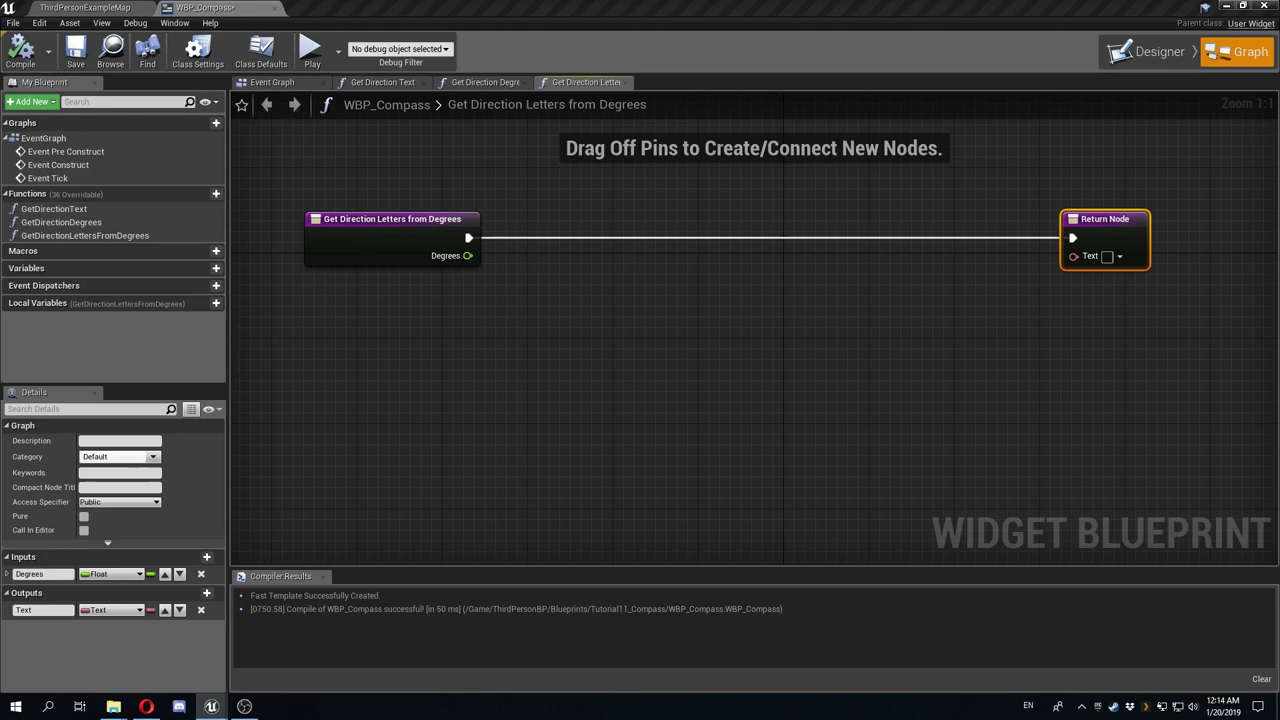 ThirdPersonExampleMap
WBP_Compass*
File Edit Asset View Debug Window Help
Parent class: User Widget
Compile
Save
Browse
Find
Class Settings
Class Defaults
Play
No debug object selected
Debug Filter
Designer
Graph
My Blueprint
Event Graph
Get Direction Text
Get Direction Degre
Get Direction Letter
+Add New
Search
WBP_Compass > Get Direction Letters from Degrees
Zoom 1:1
Graphs
EventGraph
Event Pre Construct
Event Construct
Event Tick
Functions (36 Overridable)
GetDirectionText
GetDirectionDegrees
GetDirectionLettersFromDegrees
Macros
Variables
Event Dispatchers
Local Variables (GetDirectionLettersFromDegrees)
Drag Off Pins to Create/Connect New Nodes.
Get Direction Letters from Degrees
Degrees
Return Node
Text
WIDGET BLUEPRINT
Details
Search Details
Graph
Description
Category
Default
Keywords
Compact Node Titl
Access Specifier
Public
Pure
Call In Editor
Inputs
Degrees
Float
Outputs
Text
Text
Compiler Results
Fast Template Successfully Created.
[0750.58] Compile of WBP_Compass successful! [in 50 ms] (/Game/ThirdPersonBP/Blueprints/Tutorial11_Compass/WBP_Compass.WBP_Compass)
Clear
EN
12:14 AM
1/20/2019